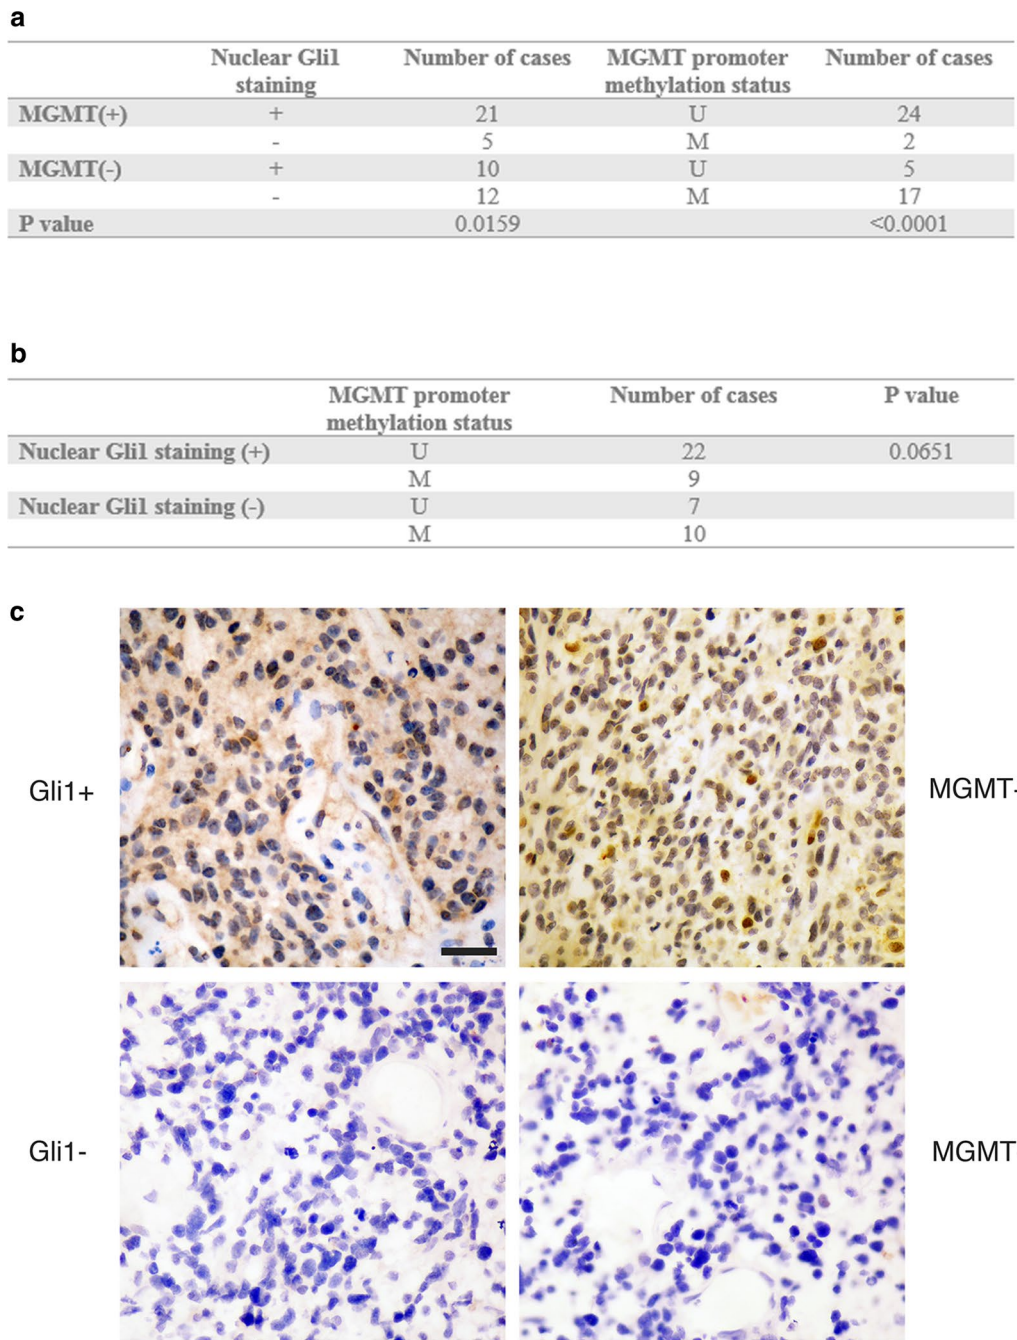 a
Nuclear Gli1 staining Number of cases MGMT promoter methylation status Number of cases
MGMT(+) + 21 U 24
- 5 M 2
MGMT(-) + 10 U 5
- 12 M 17
P value 0.0159 <0.0001
b
MGMT promoter methylation status Number of cases P value
Nuclear Gli1 staining (+) U 22 0.0651
M 9
Nuclear Gli1 staining (-) U 7
M 10
c
Gli1+
MGMT
Gli1-
MGMT